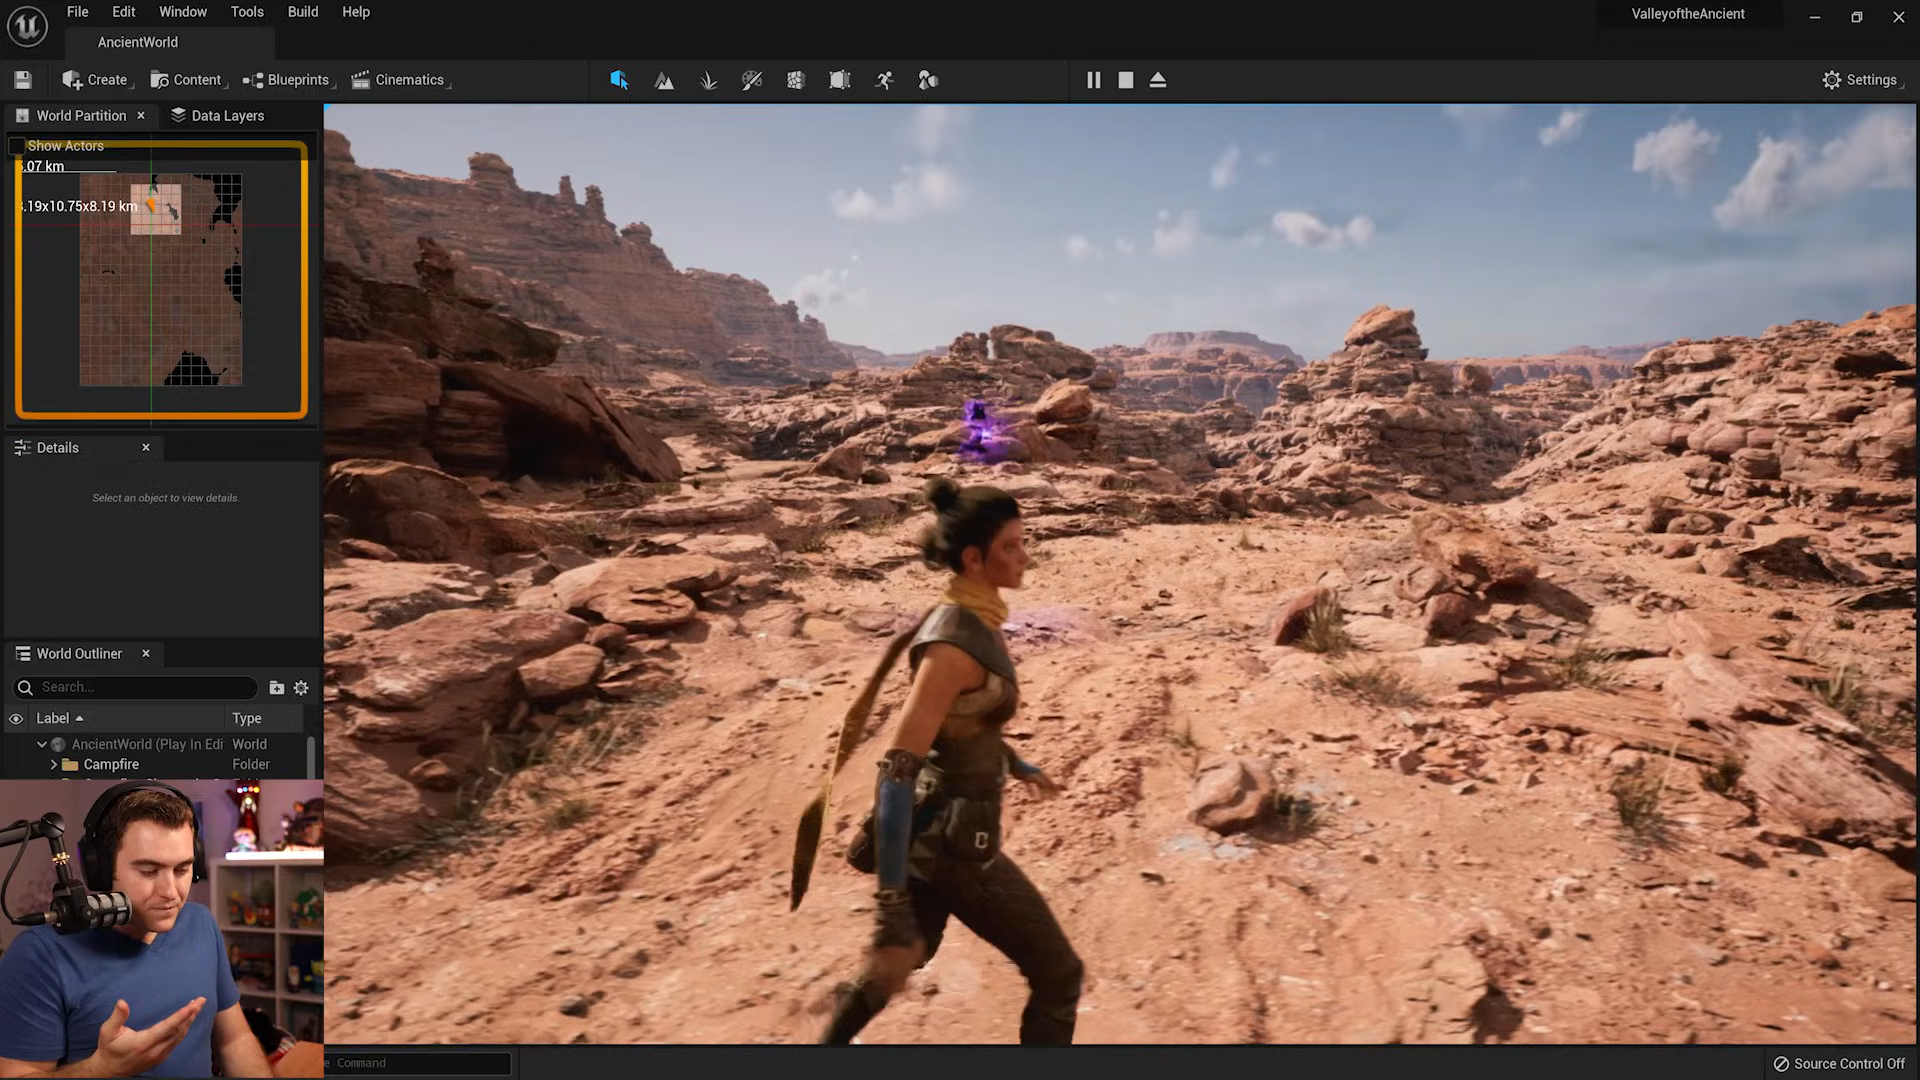 File Edit Window Tools Build Help
ValleyoftheAncient
AncientWorld
Create Content Blueprints Cinematics
Settings
World Partition Data Layers
Show Actors
.07 km
.19x10.75x8.19 km
Details
Select an object to view details.
World Outliner
Search...
Label Type
AncientWorld (Play In Edi World
Campfire Folder
Command
Source Control Off